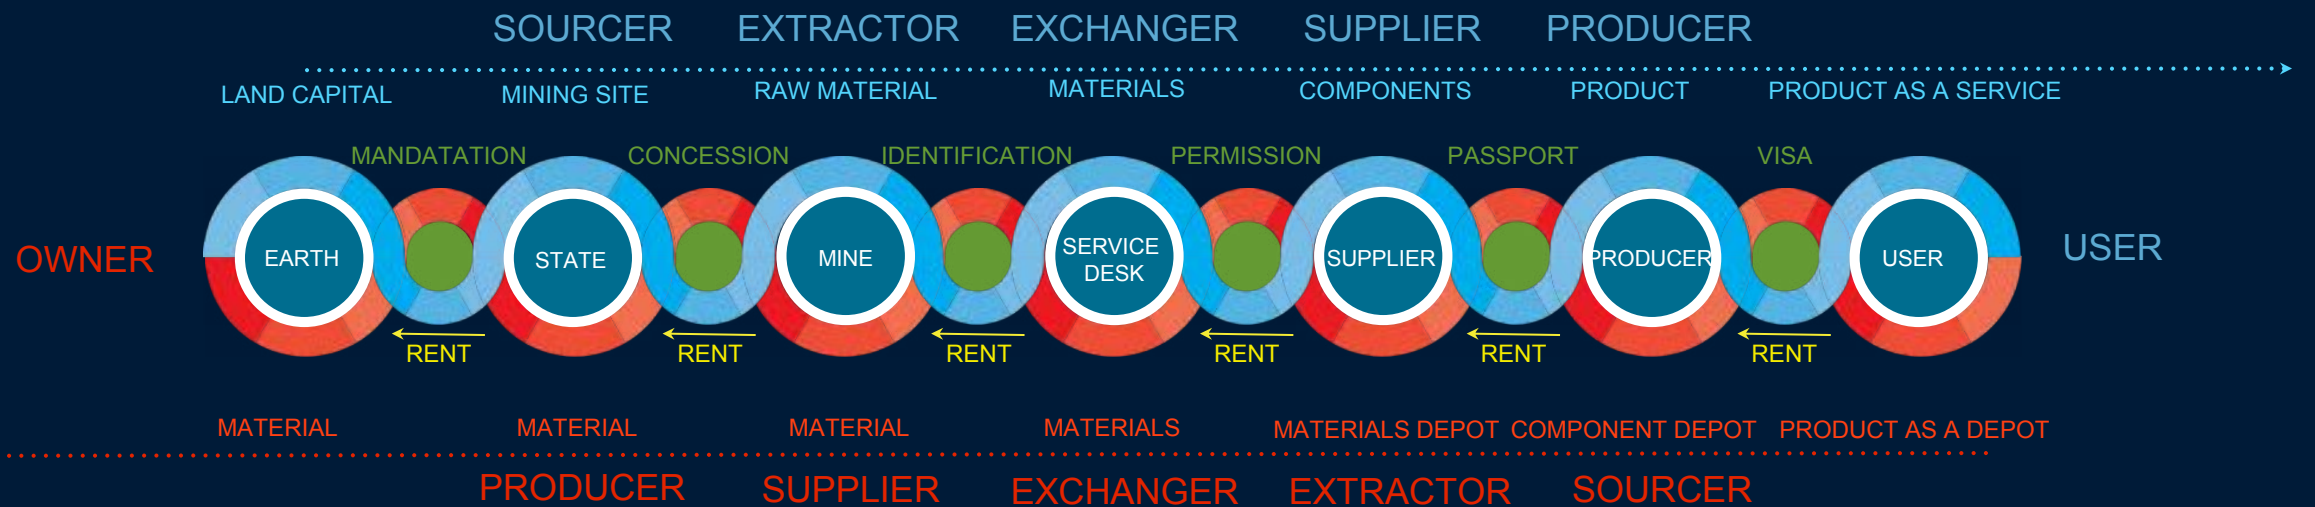 SOURCER EXTRACTOR EXCHANGER SUPPLIER PRODUCER
LAND CAPITAL MINING SITE RAW MATERIAL MATERIALS COMPONENTS PRODUCT PRODUCT AS A SERVICE
MANDATATION CONCESSION IDENTIFICATION PERMISSION PASSPORT VISA
OWNER EARTH STATE MINE SERVICE DESK SUPPLIER PRODUCER USER USER
RENT RENT RENT RENT RENT RENT
MATERIAL MATERIAL MATERIAL MATERIALS MATERIALS DEPOT COMPONENT DEPOT PRODUCT AS A DEPOT
PRODUCER SUPPLIER EXCHANGER EXTRACTOR SOURCER